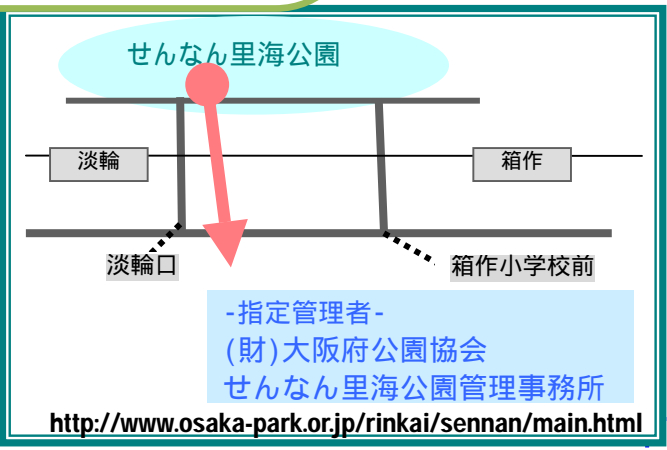 せんなん里海公園
淡輪
箱作
淡輪口
箱作小学校前
-指定管理者-
(財)大阪府公園協会
せんなん里海公園管理事務所
http://www.osaka-park.or.jp/rinkai/sennan/main.html